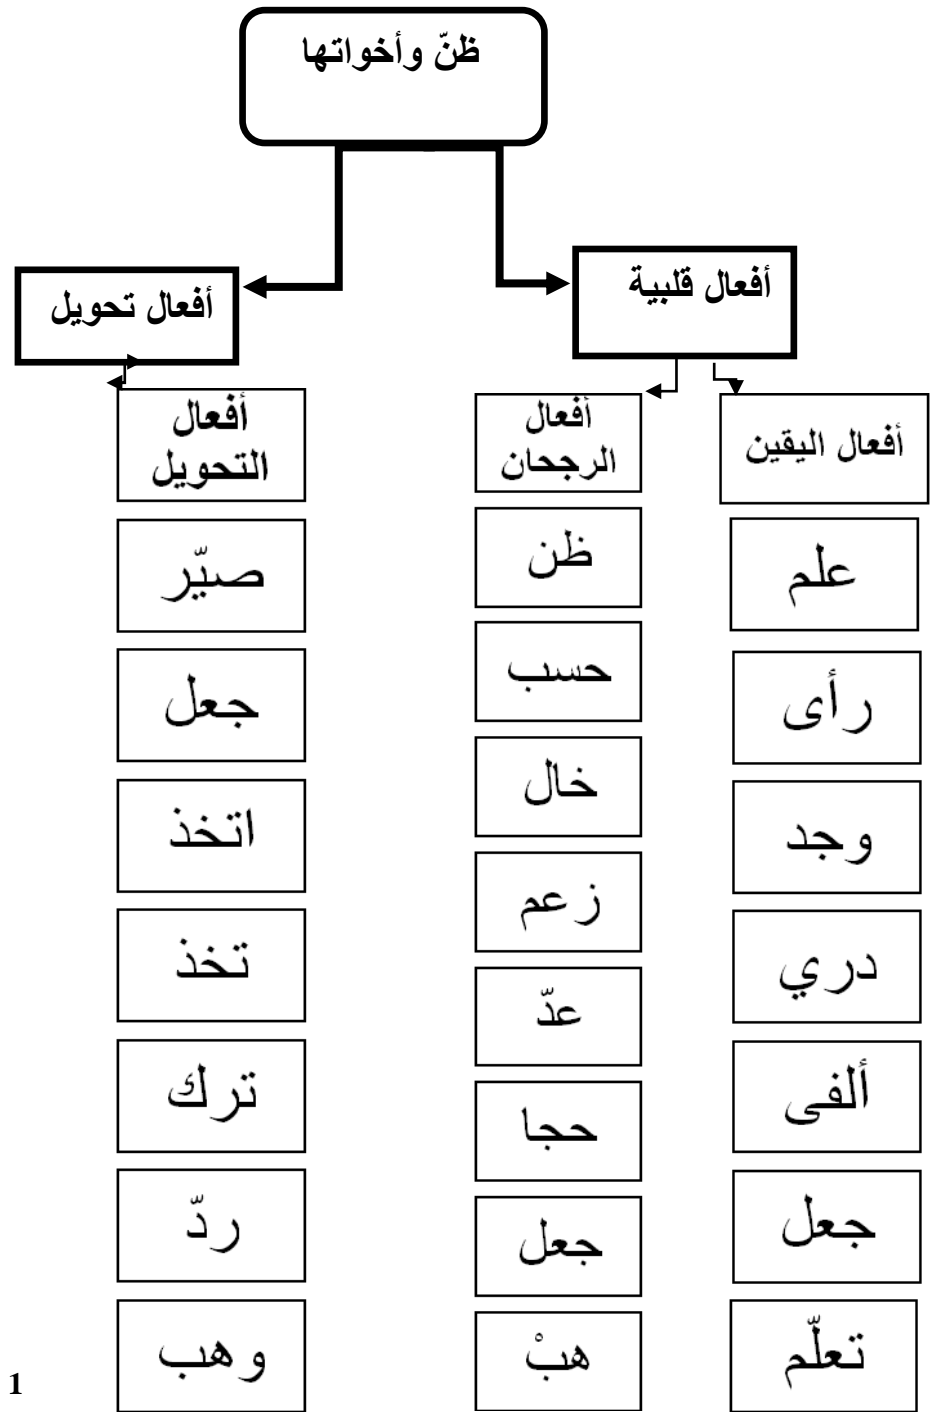 ظنّ وأخواتها
أفعال قلبية
أفعال تحويل
أفعال اليقين
علم
رأى
وجد
دري
ألفى
جعل
تعلّم
أفعال
الرجحان
ظن
حسب
خال
زعم
عدّ
حجا
جعل
هبْ
أفعال
التحويل
صيّر
جعل
اتخذ
تخذ
ترك
ردّ
وهب
1